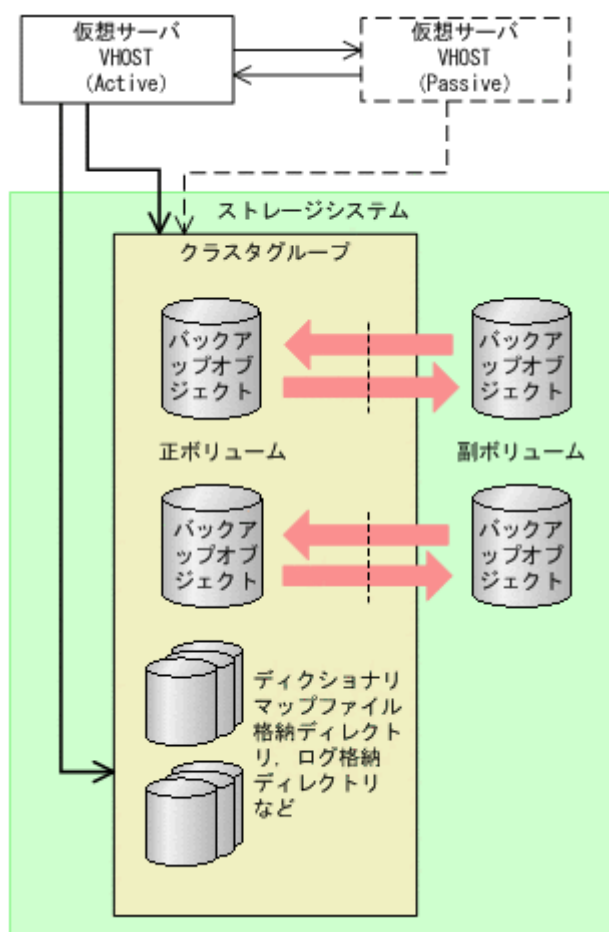 仮想サーバ
VHOST
(Active)
仮想サーバ
VHOST
(Passive)
ストレージシステム
クラスタグループ
バックア
ップオブ
ジェクト
バックア
ップオブ
ジェクト
正ボリューム
副ボリューム
バックア
ップオブ
ジェクト
バックア
ップオブ
ジェクト
ディクショナリ
マップファイル
格納ディレクト
リ，ログ格納
ディレクトリ
など